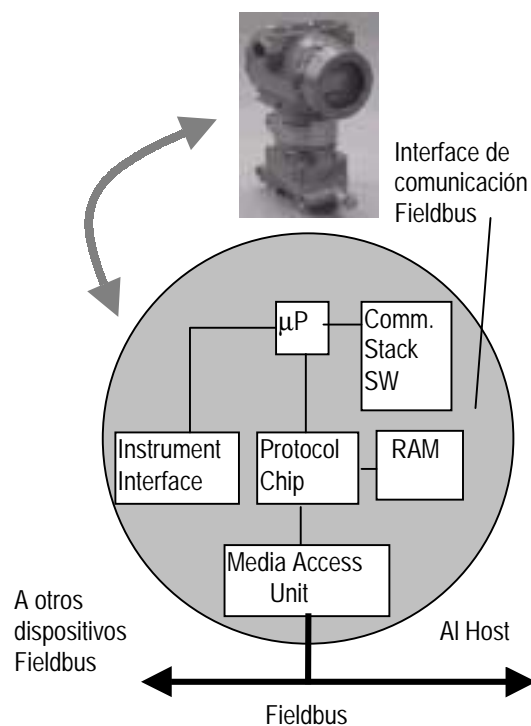 Interface de
comunicación
Fieldbus
μP
Comm.
Stack
SW
Instrument
Interface
Protocol
Chip
RAM
Media Access
Unit
A otros
dispositivos
Fieldbus
Al Host
Fieldbus